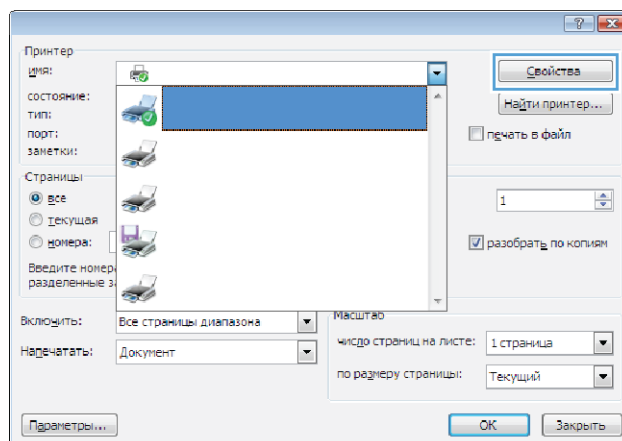 Принтер
имя:
Свойства
состояние:
Найти принтер...
тип:
порт:
печать в файл
заметки:
Страницы
все
1
текущая
номера:
разобрать по копиям
Введите номер
разделенные з
Включить:
Все страницы диапазона
Масштаб
число страниц на листе:
1 страница
Напечатать:
Документ
по размеру страницы:
Текущий
Параметры...
OK
Закрыть